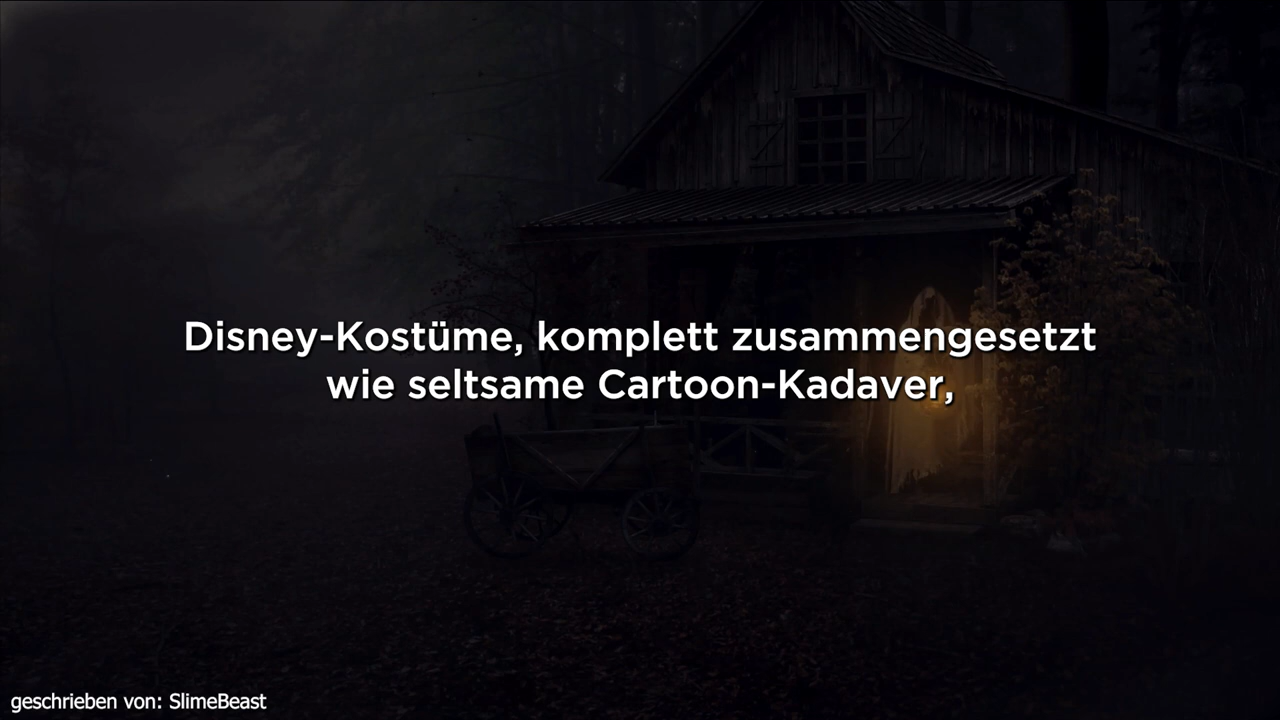 Disney-Kostüme, komplett zusammengesetzt
wie seltsame Cartoon-Kadaver,
geschrieben von: SlimeBeast